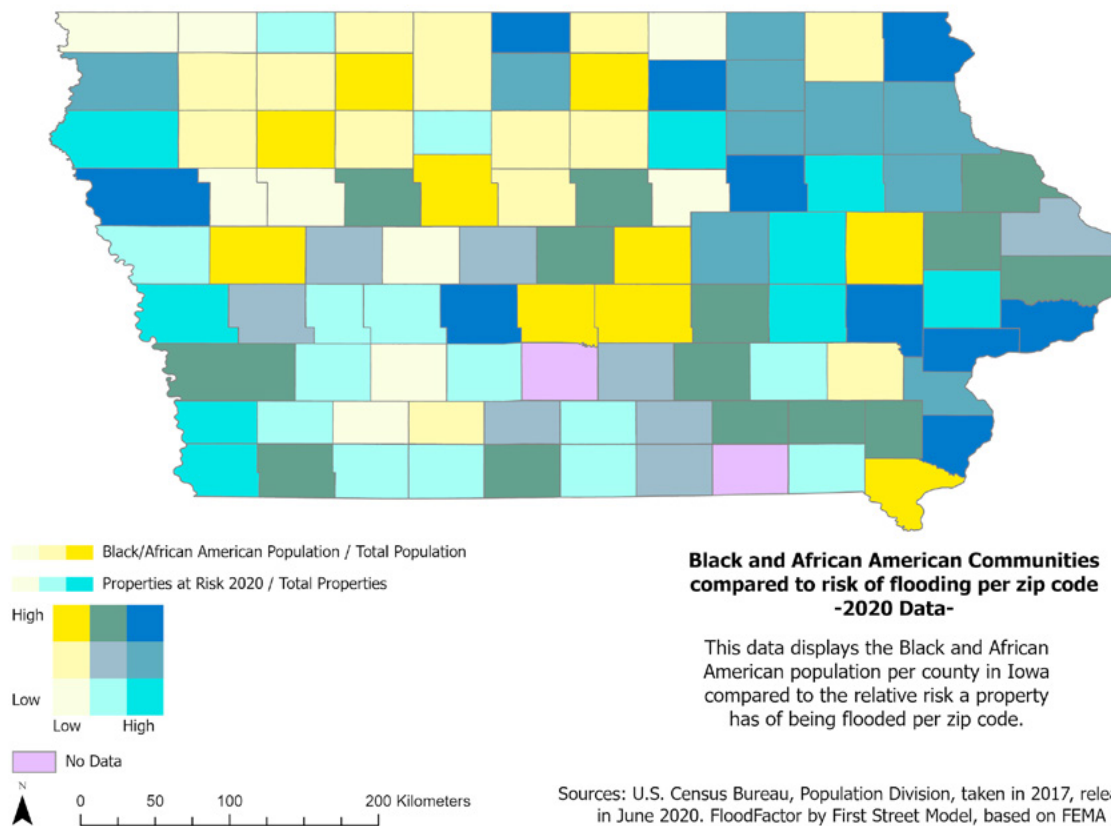 Black/African American Population / Total Population
Properties at Risk 2020 / Total Properties
High
Low
Low High
No Data
N
0 50 100 200 Kilometers
Black and African American Communities
compared to risk of flooding per zip code
-2020 Data-
This data displays the Black and African
American population per county in Iowa
compared to the relative risk a property
has of being flooded per zip code.
Sources: U.S. Census Bureau, Population Division, taken in 2017, relea
in June 2020. FloodFactor by First Street Model, based on FEMA